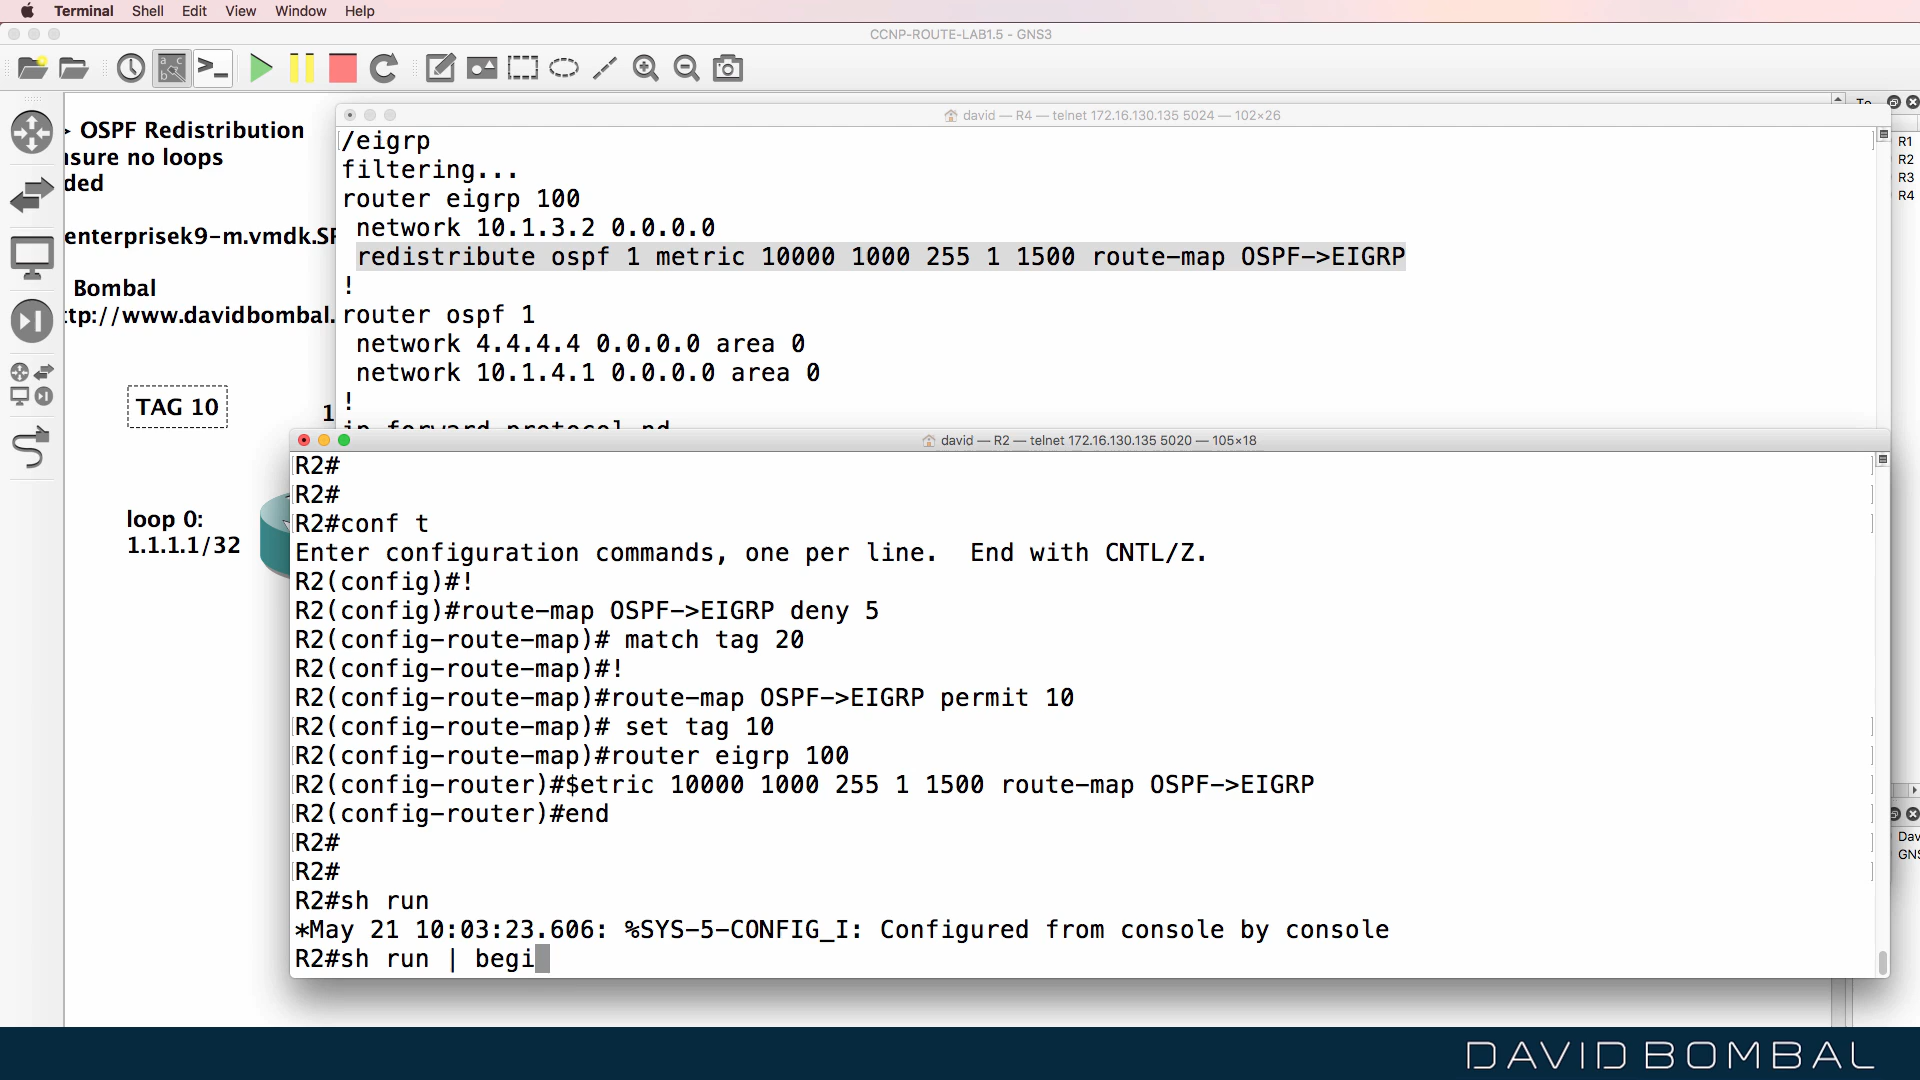 Terminal Shell Edit View Window Help
CCNP-ROUTE-LAB1.5 - GNS3
OSPF Redistribution
nsure no loops
ded
enterprisek9-m.vmdk.SP
Bombal
ttp://www.davidbombal.
TAG 10
1
loop 0:
1.1.1.1/32
david — R4 — telnet 172.16.130.135 5024 — 102×26
/eigrp
filtering...
router eigrp 100
network 10.1.3.2 0.0.0.0
redistribute ospf 1 metric 10000 1000 255 1 1500 route-map OSPF->EIGRP
!
router ospf 1
network 4.4.4.4 0.0.0.0 area 0
network 10.1.4.1 0.0.0.0 area 0
!
ip forward-protocol nd
david — R2 — telnet 172.16.130.135 5020 — 105×18
R2#
R2#
R2#conf t
Enter configuration commands, one per line.  End with CNTL/Z.
R2(config)#!
R2(config)#route-map OSPF->EIGRP deny 5
R2(config-route-map)# match tag 20
R2(config-route-map)#!
R2(config-route-map)#route-map OSPF->EIGRP permit 10
R2(config-route-map)# set tag 10
R2(config-route-map)#router eigrp 100
R2(config-router)#$etric 10000 1000 255 1 1500 route-map OSPF->EIGRP
R2(config-router)#end
R2#
R2#
R2#sh run
*May 21 10:03:23.606: %SYS-5-CONFIG_I: Configured from console by console
R2#sh run | begi
To
R1
R2
R3
R4
Dav
GNS
DAVID BOMBAL